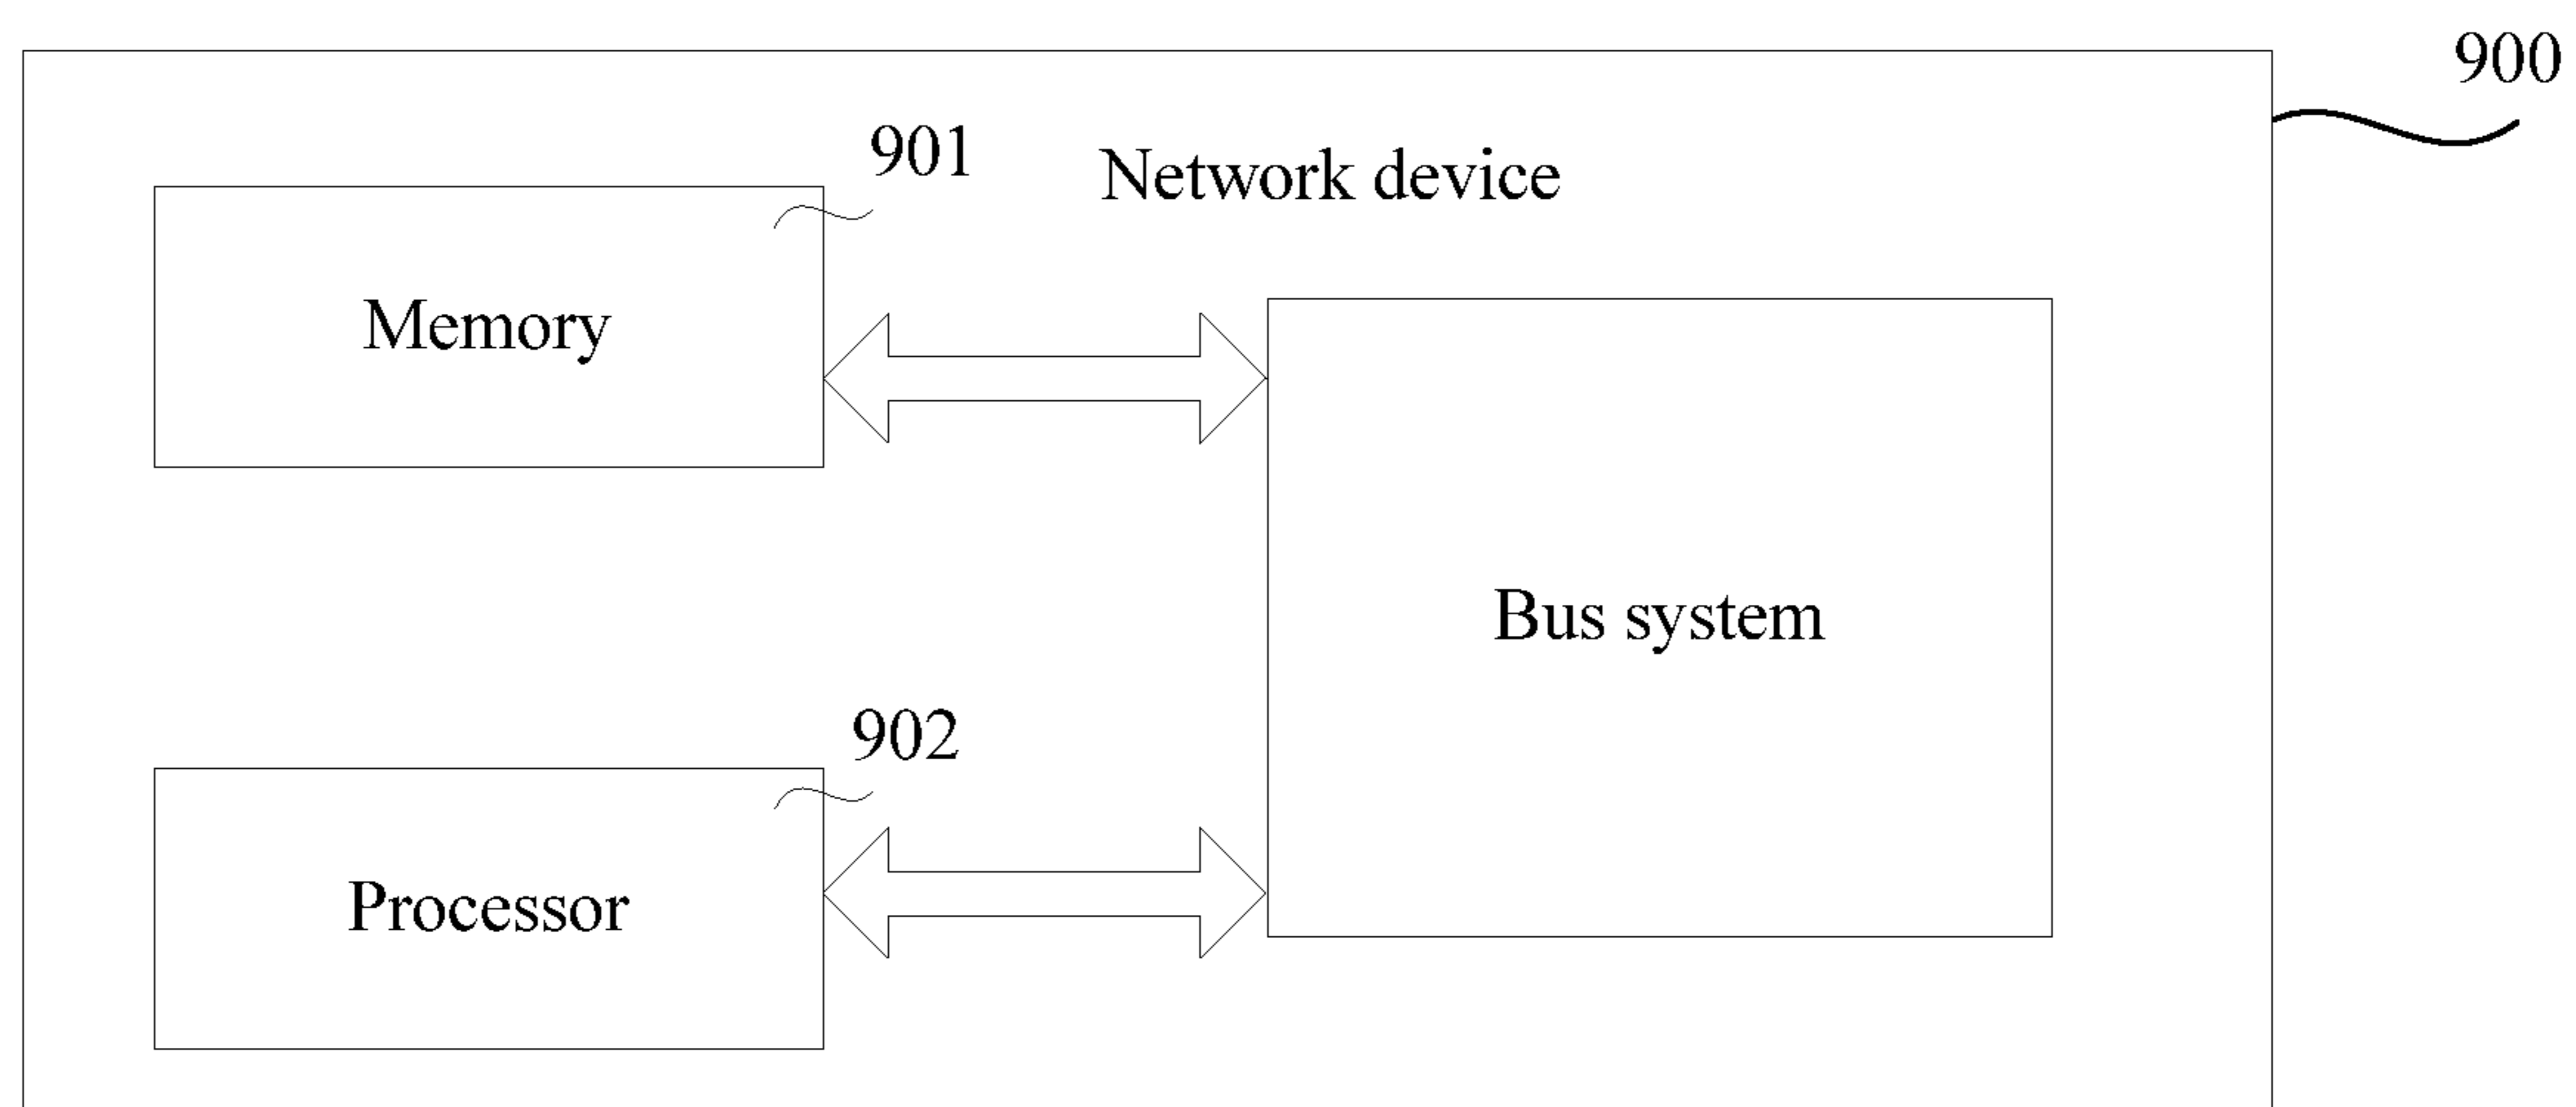 900
901
Network device
Memory
Bus system
902
Processor